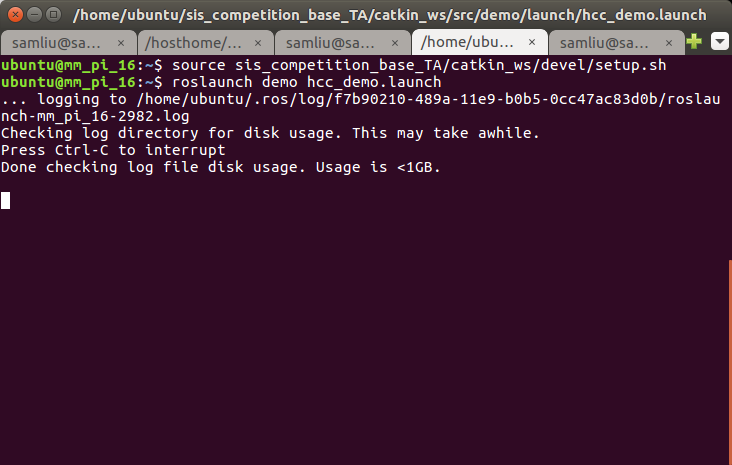 /home/ubuntu/sis_competition_base_TA/catkin_ws/src/demo/launch/hcc_demo.launch
samliu@sa... × /hosthome/... × samliu@sa... × /home/ubu... × samliu@sa... ×
ubuntu@mm_pi_16:~$ source sis_competition_base_TA/catkin_ws/devel/setup.sh
ubuntu@mm_pi_16:~$ roslaunch demo hcc_demo.launch
... logging to /home/ubuntu/.ros/log/f7b90210-489a-11e9-b0b5-0cc47ac83d0b/roslau
nch-mm_pi_16-2982.log
Checking log directory for disk usage. This may take awhile.
Press Ctrl-C to interrupt
Done checking log file disk usage. Usage is <1GB.